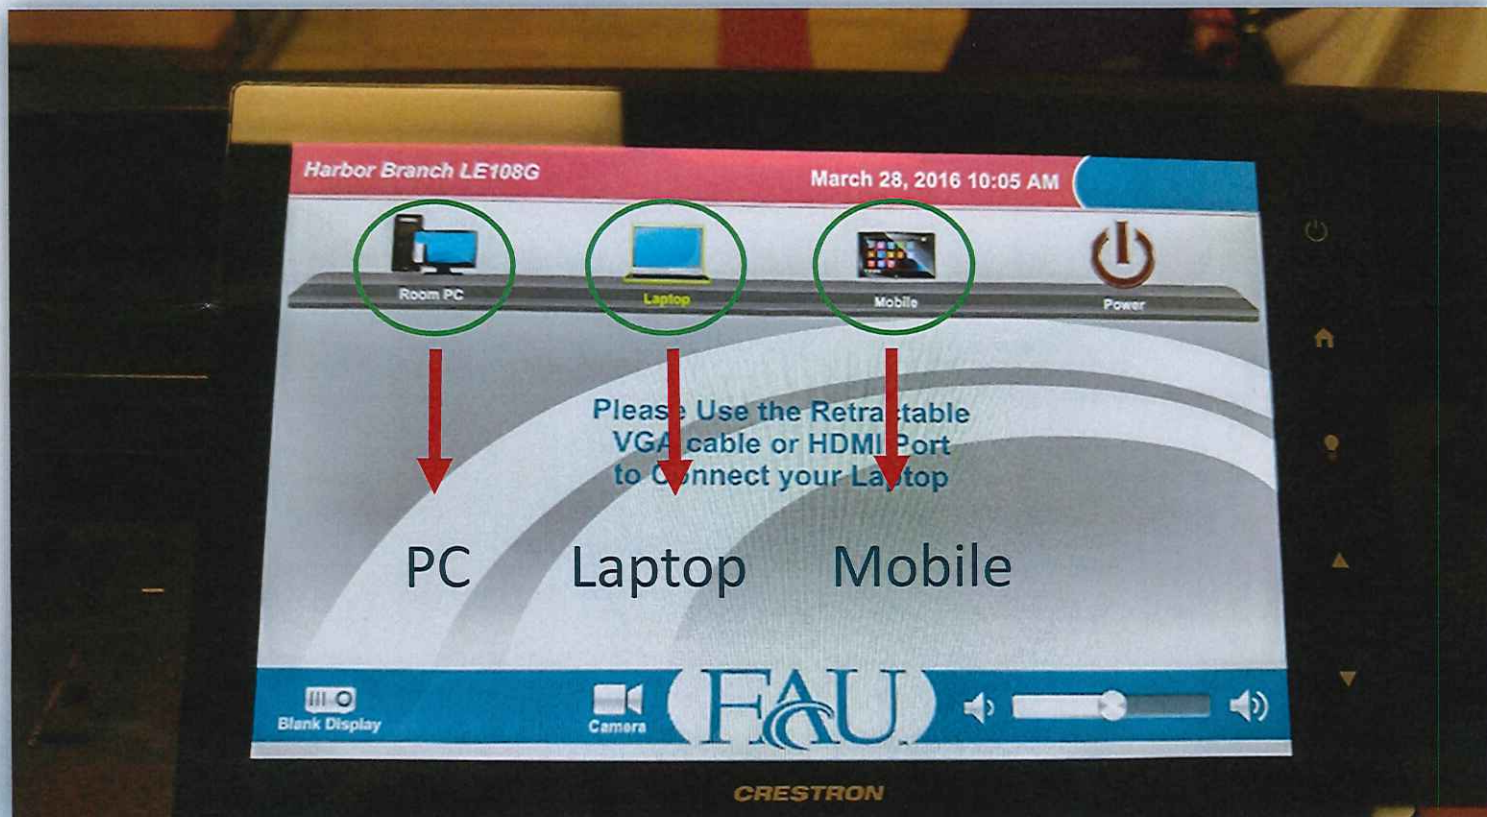 Harbor Branch LE108G
March 28, 2016 10:05 AM
Room PC
Laptop
Mobile
Power
Please Use the Retractable
VGA cable or HDMI Port
to Connect your Laptop
PC Laptop Mobile
Blank Display
Camera
FAU
CRESTRON